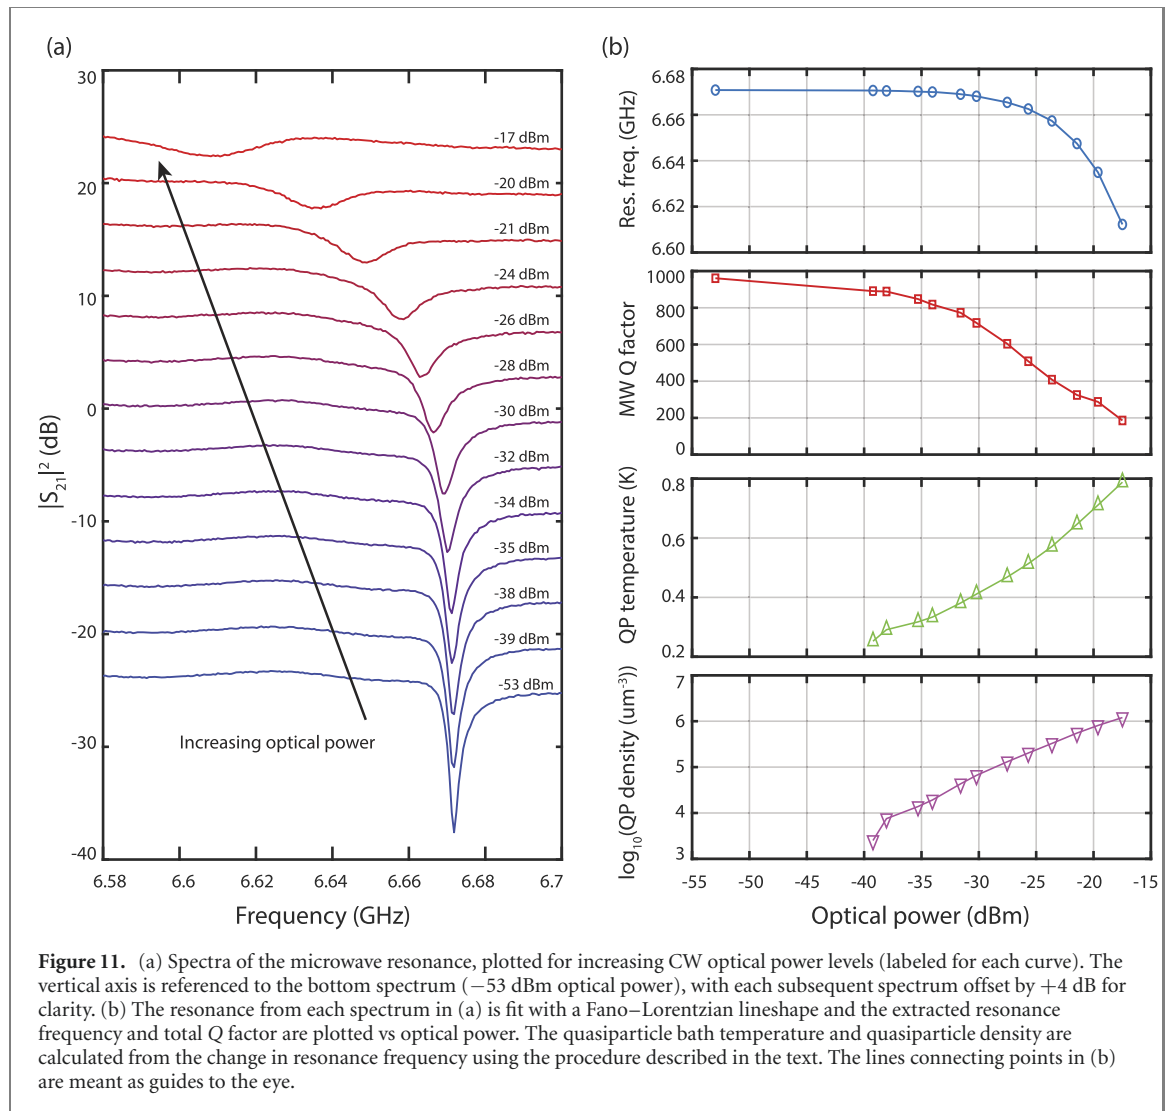 (a)
30
20
10
0
-10
-20
-30
-40
|S21|² (dB)
-17 dBm
-20 dBm
-21 dBm
-24 dBm
-26 dBm
-28 dBm
-30 dBm
-32 dBm
-34 dBm
-35 dBm
-38 dBm
-39 dBm
-53 dBm
Increasing optical power
6.58 6.6 6.62 6.64 6.66 6.68 6.7
Frequency (GHz)
(b)
6.68
6.66
6.64
6.62
6.60
Res. freq. (GHz)
1000
800
600
400
200
0
MW Q factor
0.8
0.6
0.4
0.2
QP temperature (K)
7
6
5
4
3
log10(QP density (um-3))
-55 -50 -45 -40 -35 -30 -25 -20 -15
Optical power (dBm)
Figure 11. (a) Spectra of the microwave resonance, plotted for increasing CW optical power levels (labeled for each curve). The
vertical axis is referenced to the bottom spectrum (−53 dBm optical power), with each subsequent spectrum offset by +4 dB for
clarity. (b) The resonance from each spectrum in (a) is fit with a Fano–Lorentzian lineshape and the extracted resonance
frequency and total Q factor are plotted vs optical power. The quasiparticle bath temperature and quasiparticle density are
calculated from the change in resonance frequency using the procedure described in the text. The lines connecting points in (b)
are meant as guides to the eye.